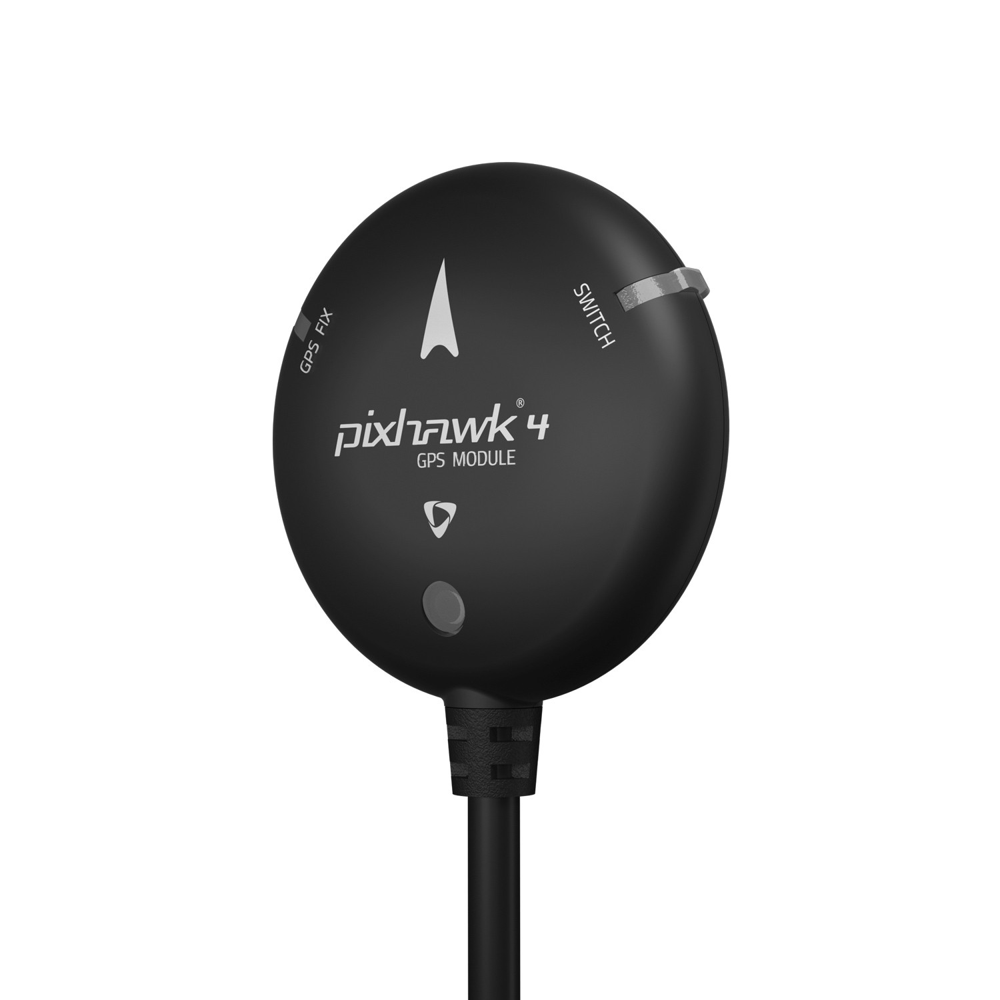 GPS FIX
SWITCH
pixhawk® 4
GPS MODULE